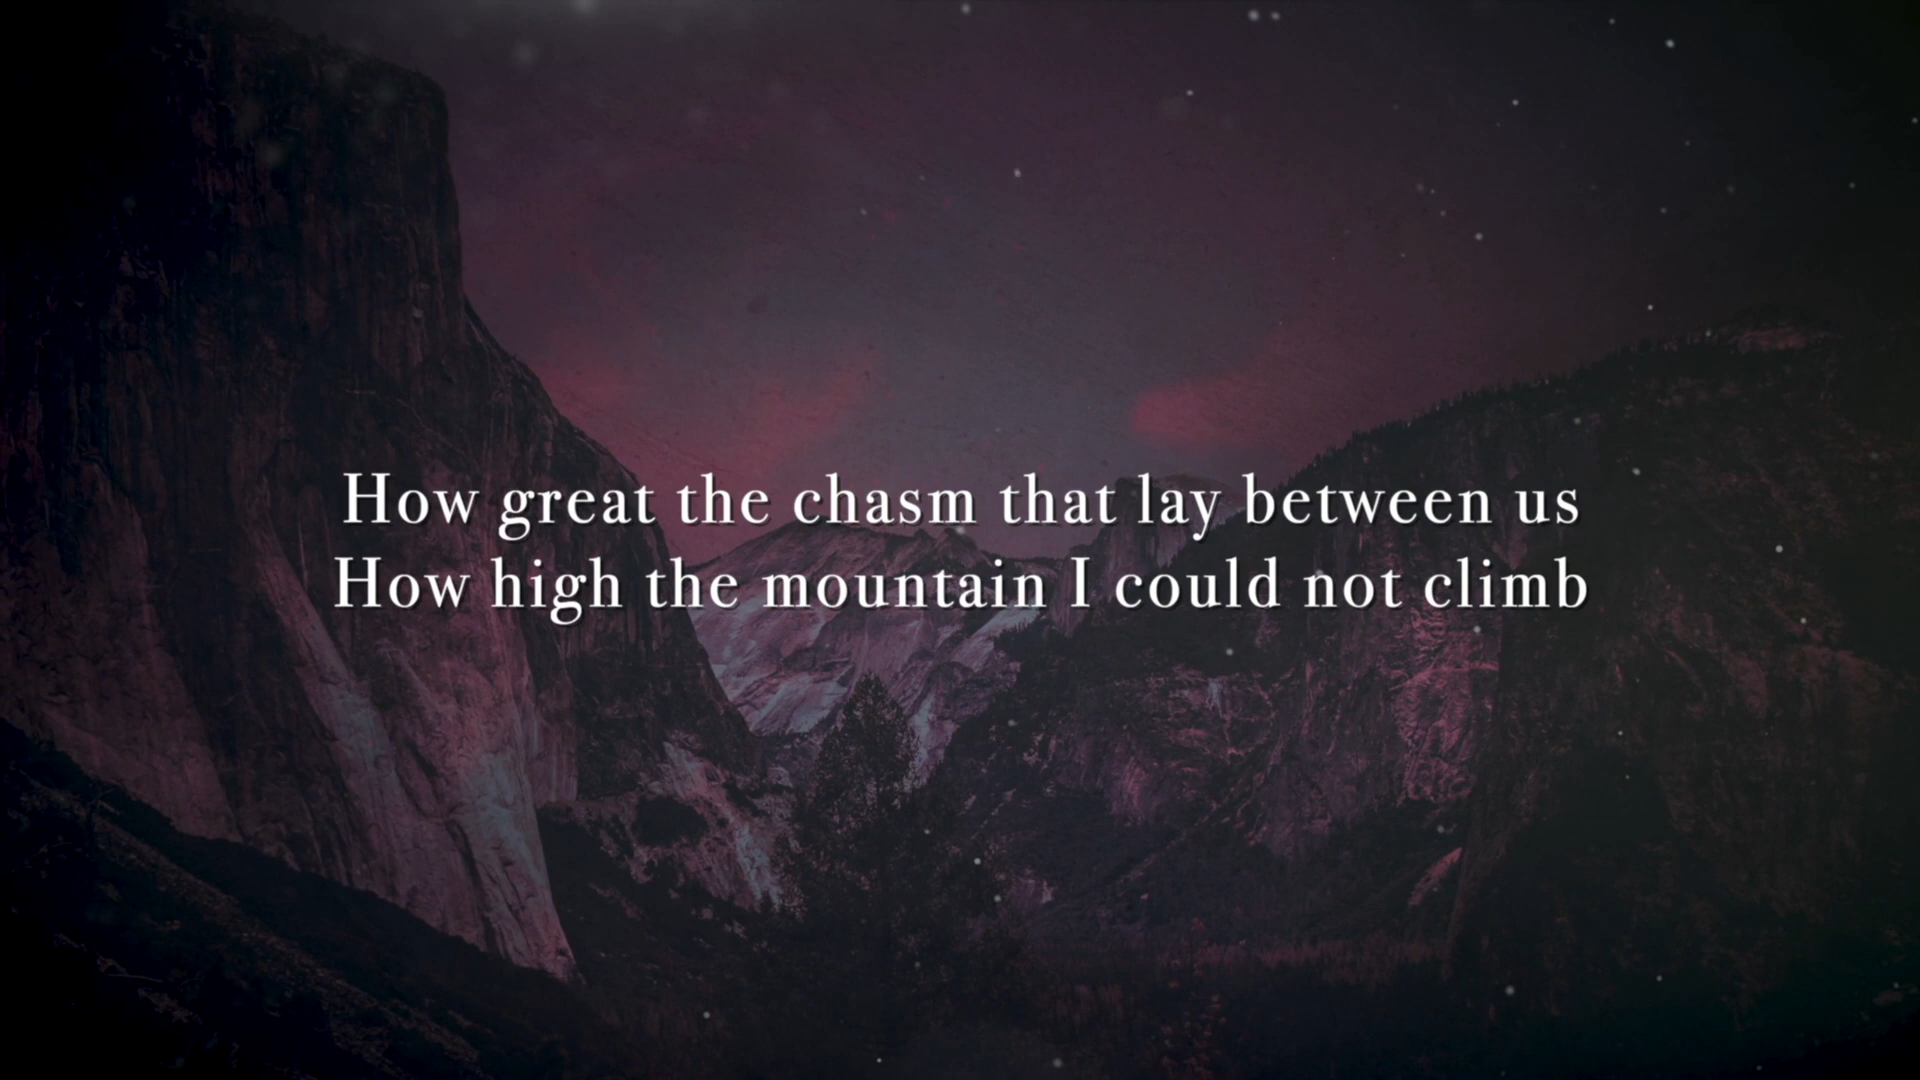 How great the chasm that lay between us
How high the mountain I could not climb